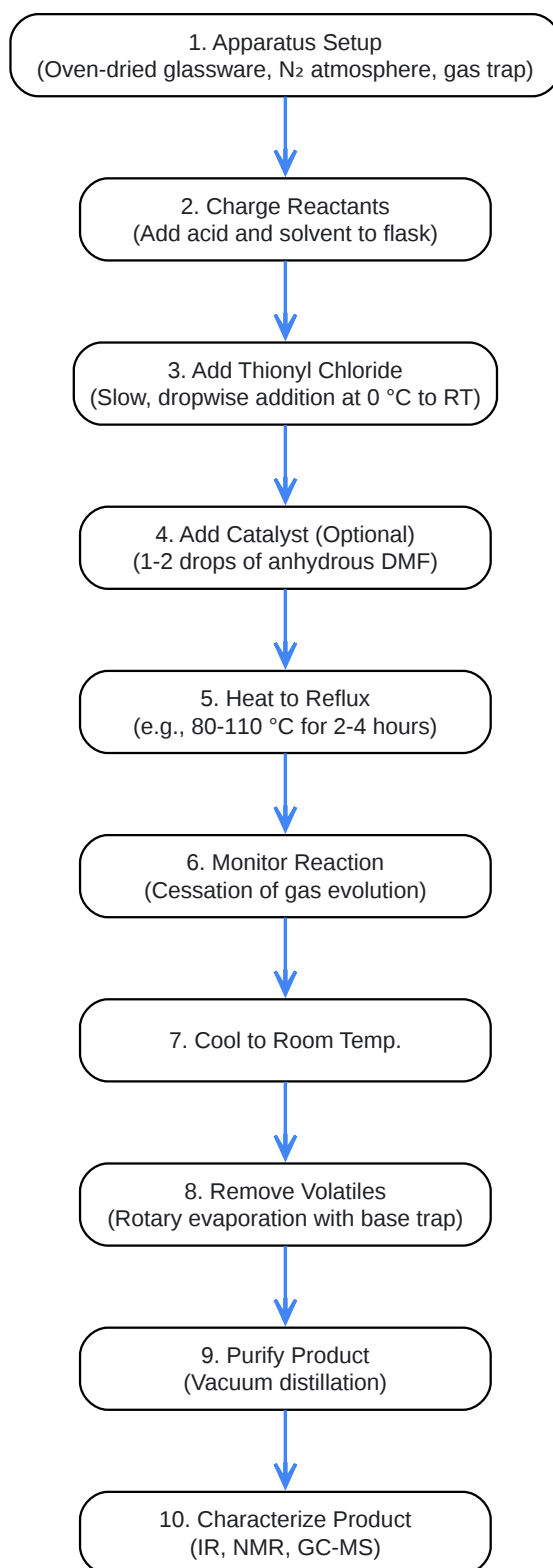 1. Apparatus Setup
(Oven-dried glassware, N₂ atmosphere, gas trap)
2. Charge Reactants
(Add acid and solvent to flask)
3. Add Thionyl Chloride
(Slow, dropwise addition at 0 °C to RT)
4. Add Catalyst (Optional)
(1-2 drops of anhydrous DMF)
5. Heat to Reflux
(e.g., 80-110 °C for 2-4 hours)
6. Monitor Reaction
(Cessation of gas evolution)
7. Cool to Room Temp.
8. Remove Volatiles
(Rotary evaporation with base trap)
9. Purify Product
(Vacuum distillation)
10. Characterize Product
(IR, NMR, GC-MS)